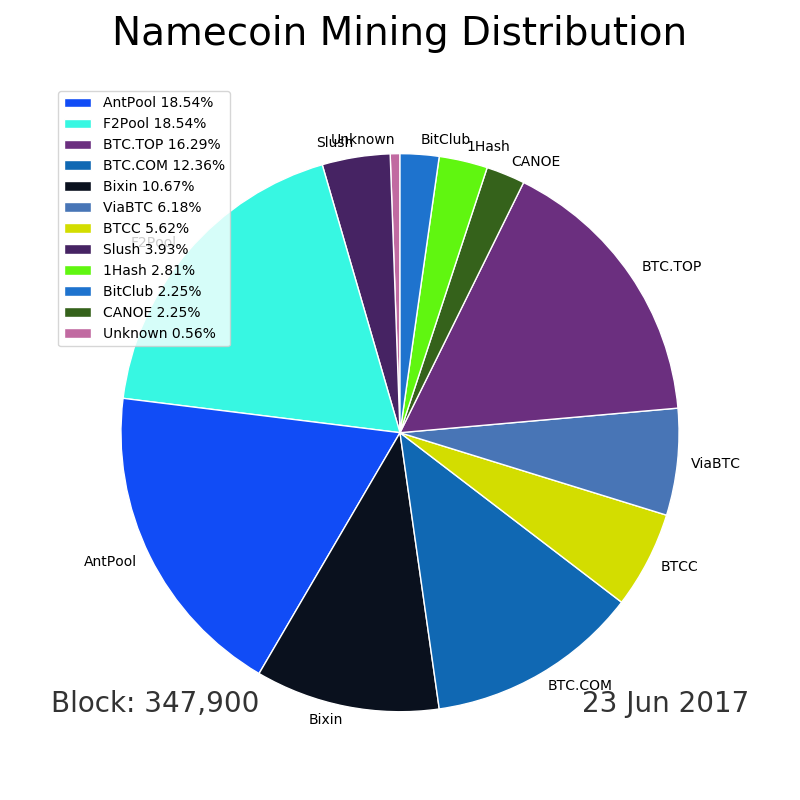 Namecoin Mining Distribution
AntPool 18.54%
F2Pool 18.54%
BTC.TOP 16.29%
BTC.COM 12.36%
Bixin 10.67%
ViaBTC 6.18%
BTCC 5.62%
Slush 3.93%
1Hash 2.81%
BitClub 2.25%
CANOE 2.25%
Unknown 0.56%
Slush
Unknown
BitClub
1Hash
CANOE
F2Pool
BTC.TOP
ViaBTC
AntPool
BTCC
BTC.COM
Bixin
Block: 347,900
23 Jun 2017